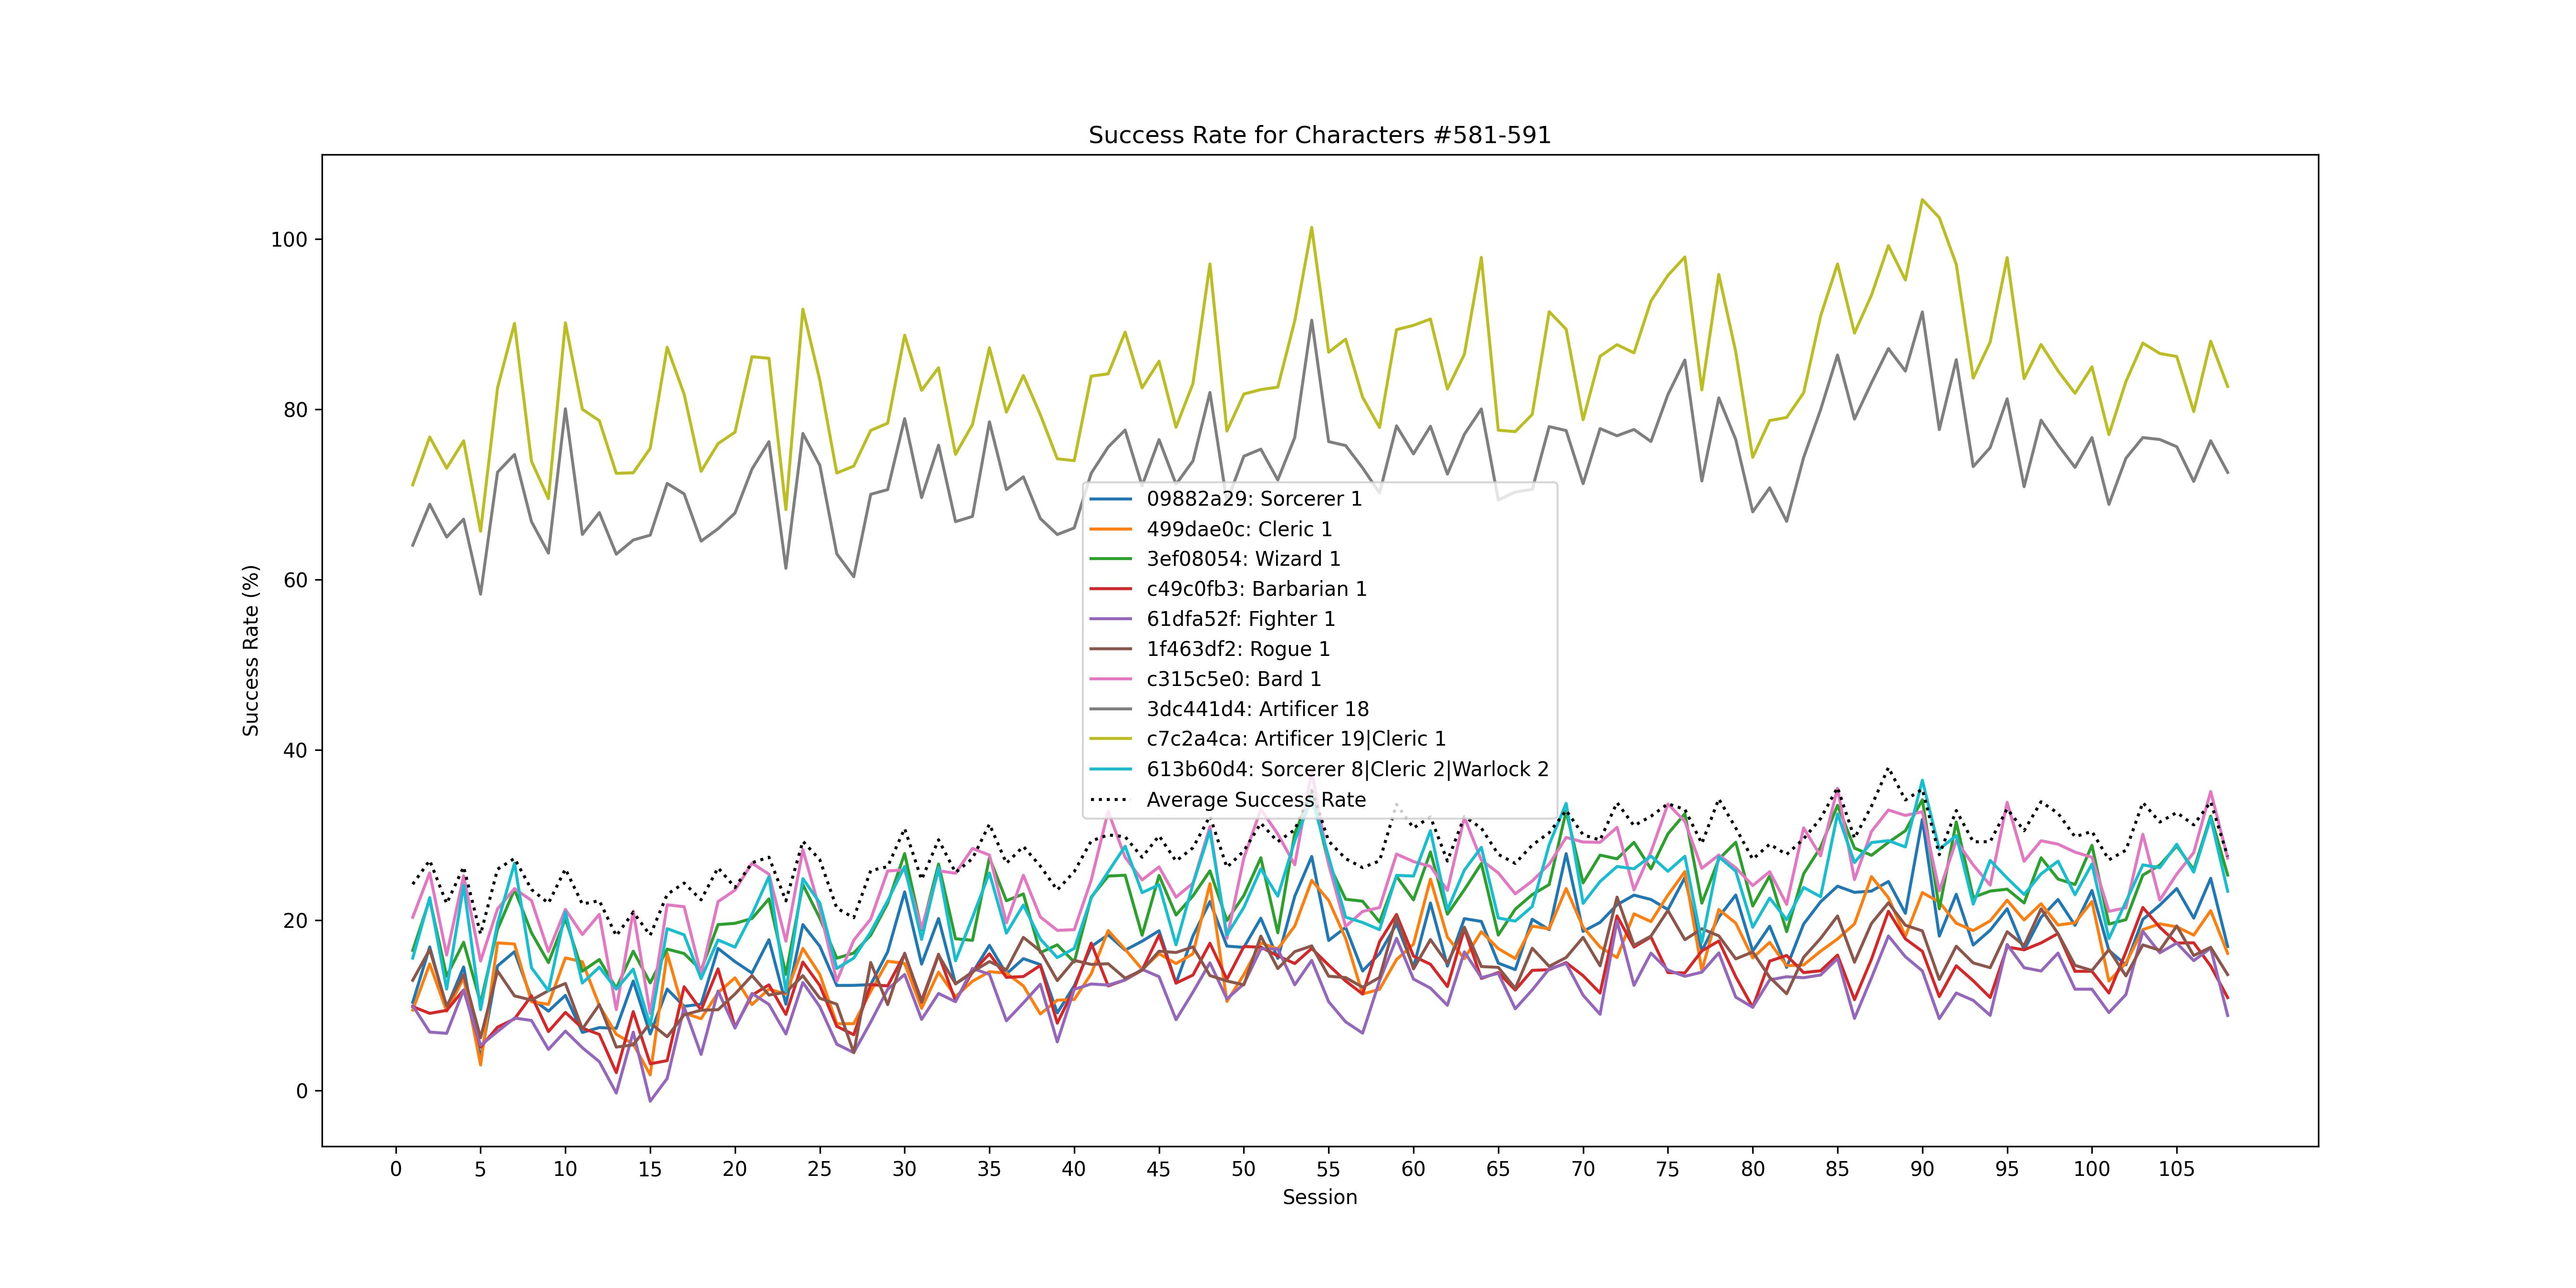 Success Rate for Characters #581-591
100
80
60
40
20
0
Success Rate (%)
09882a29: Sorcerer 1
499dae0c: Cleric 1
3ef08054: Wizard 1
c49c0fb3: Barbarian 1
61dfa52f: Fighter 1
1f463df2: Rogue 1
c315c5e0: Bard 1
3dc441d4: Artificer 18
c7c2a4ca: Artificer 19|Cleric 1
613b60d4: Sorcerer 8|Cleric 2|Warlock 2
Average Success Rate
0 5 10 15 20 25 30 35 40 45 50 55 60 65 70 75 80 85 90 95 100 105
Session